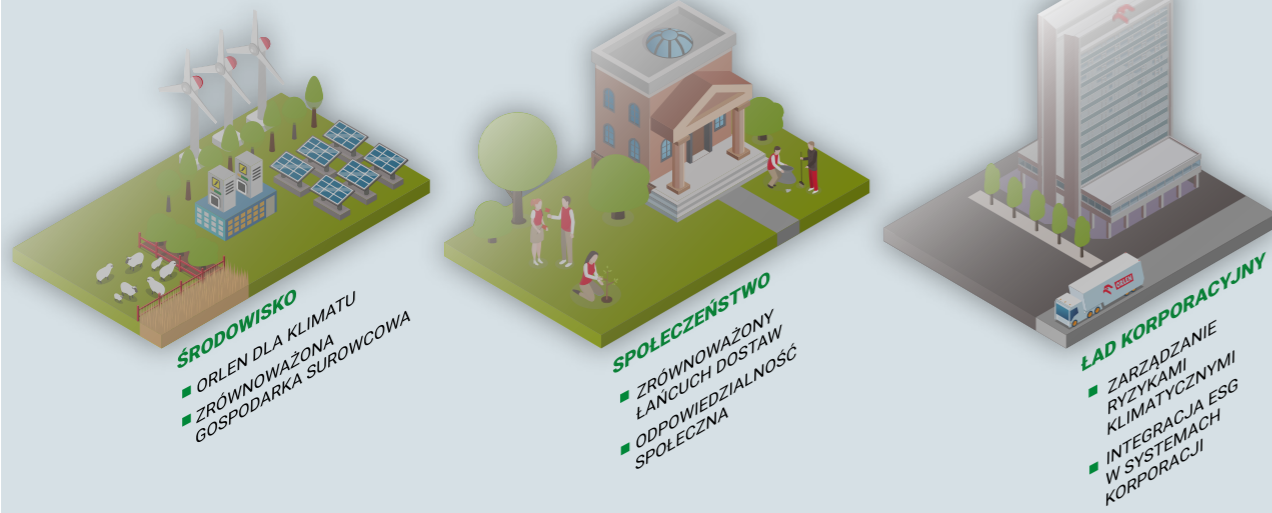 ŚRODOWISKO
ORLEN DLA KLIMATU
ZRÓWNOWAŻONA
GOSPODARKA SUROWCOWA
SPOŁECZEŃSTWO
ZRÓWNOWAŻONY
ŁAŃCUCH DOSTAW
ODPOWIEDZIALNOŚĆ
SPOŁECZNA
ORLEN
ŁAD KORPORACYJNY
ZARZĄDZANIE
RYZYKAMI
KLIMATYCZNYMI
INTEGRACJA ESG
W SYSTEMACH
KORPORACJI